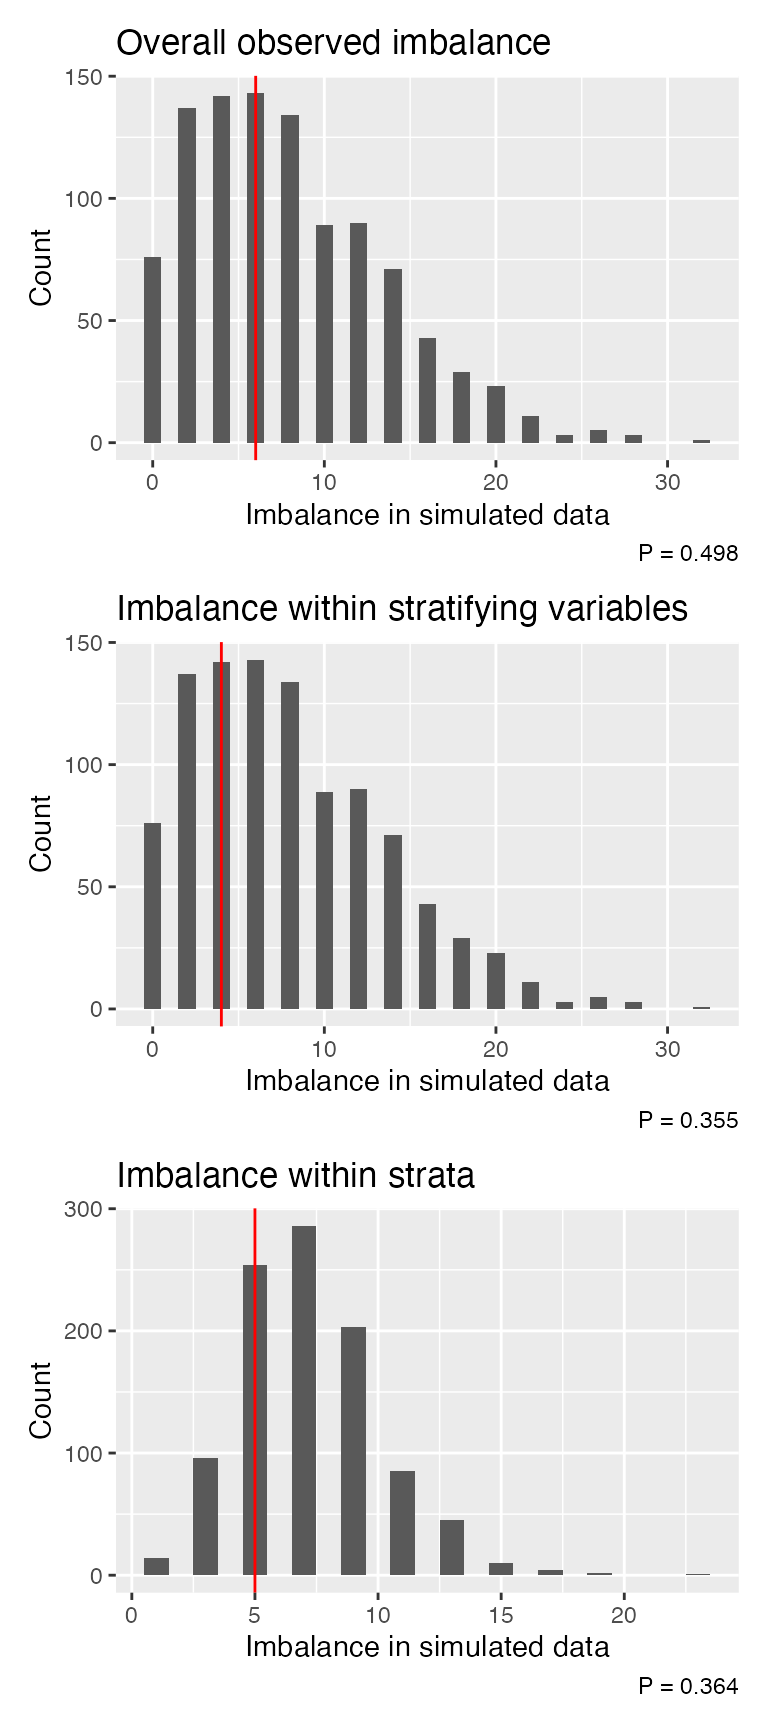 Overall observed imbalance
150
100
50
0
Count
0 10 20 30
Imbalance in simulated data
P = 0.498
Imbalance within stratifying variables
150
100
50
0
Count
0 10 20 30
Imbalance in simulated data
P = 0.355
Imbalance within strata
300
200
100
0
Count
0 5 10 15 20
Imbalance in simulated data
P = 0.364